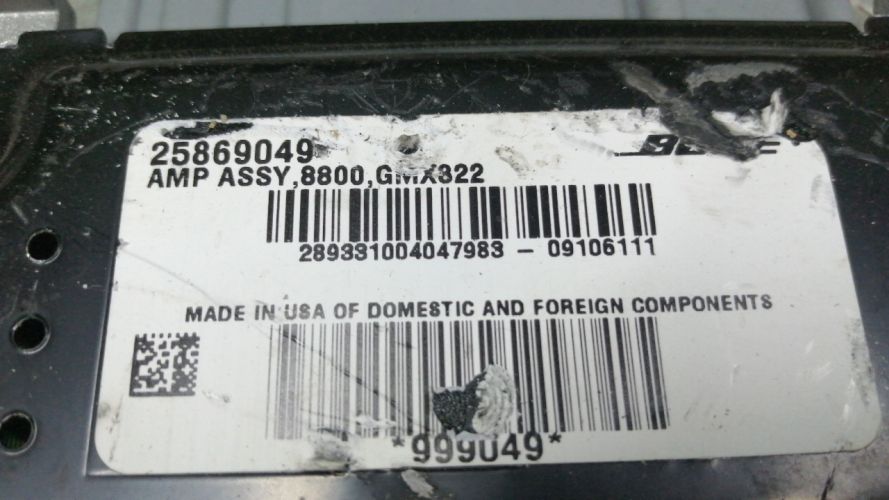 25869049
AMP ASSY,8800,GMX322
289331004047983 - 09106111
MADE IN USA OF DOMESTIC AND FOREIGN COMPONENTS
*999049*